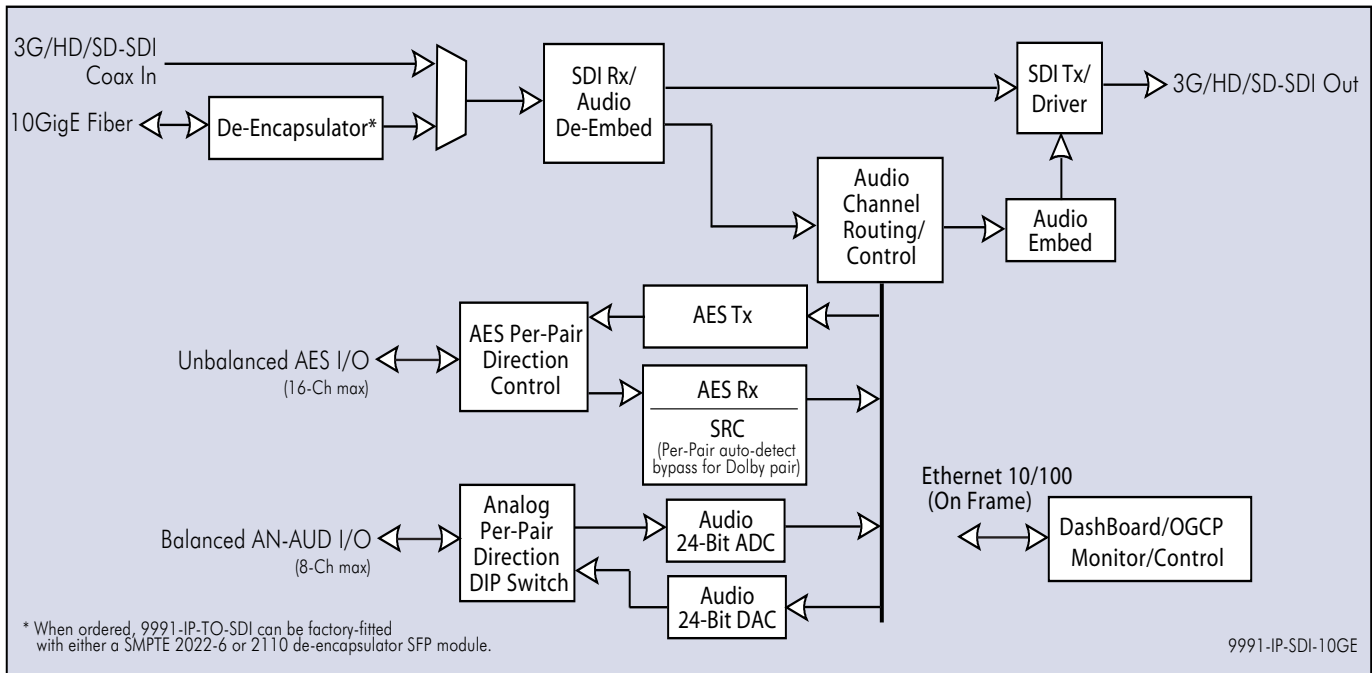 3G/HD/SD-SDI
Coax In
10GigE Fiber
De-Encapsulator*
SDI Rx/
Audio
De-Embed
SDI Tx/
Driver
3G/HD/SD-SDI Out
Audio
Channel
Routing/
Control
Audio
Embed
AES Per-Pair
Direction
Control
AES Tx
Unbalanced AES I/O
(16-Ch max)
AES Rx
SRC
(Per-Pair auto-detect
bypass for Dolby pair)
Analog
Per-Pair
Direction
DIP Switch
Balanced AN-AUD I/O
(8-Ch max)
Audio
24-Bit ADC
Audio
24-Bit DAC
Ethernet 10/100
(On Frame)
DashBoard/OGCP
Monitor/Control
* When ordered, 9991-IP-TO-SDI can be factory-fitted
with either a SMPTE 2022-6 or 2110 de-encapsulator SFP module.
9991-IP-SDI-10GE